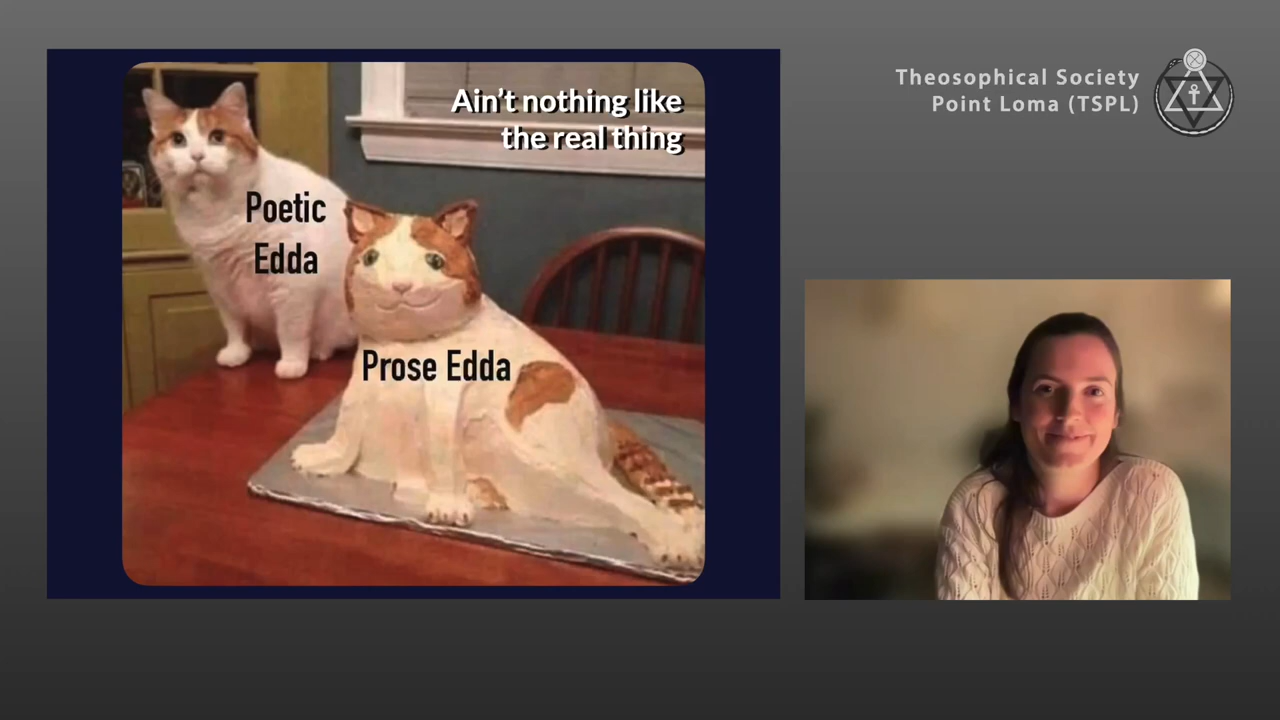 Ain't nothing like
the real thing
Poetic
Edda
Prose Edda
Theosophical Society
Point Loma (TSPL)